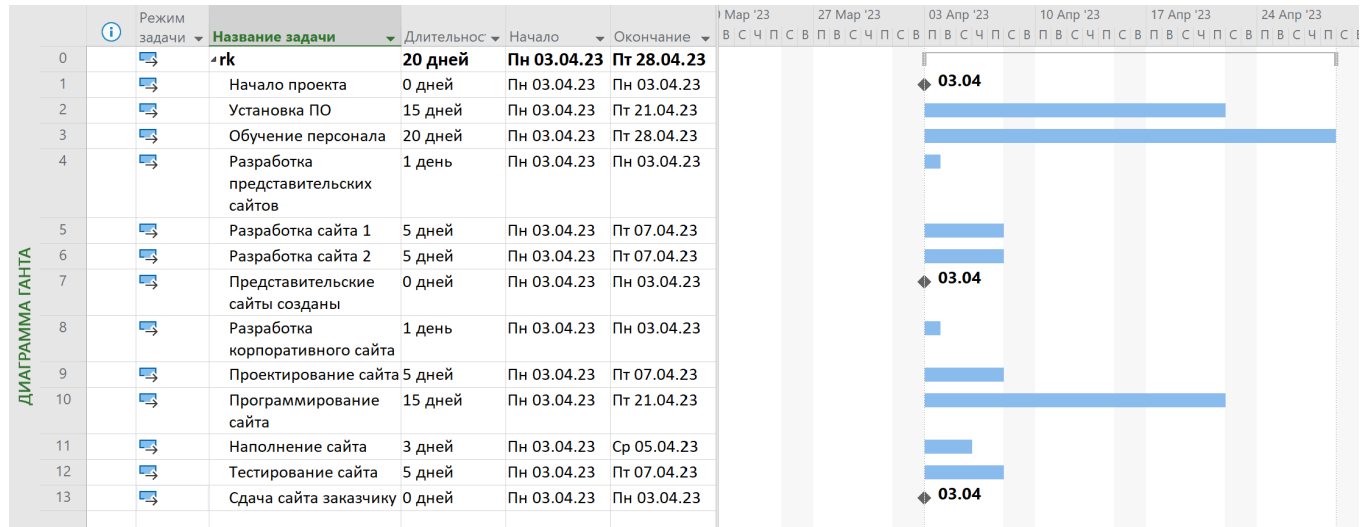 Режим задачи Название задачи Длительнос Начало Окончание Мар '23 27 Мар '23 03 Апр '23 10 Апр '23 17 Апр '23 24 Апр '23
В С Ч П С В П В С Ч П С В П В С Ч П С В П В С Ч П С В П В С Ч П С В П В С Ч П С В
0 rk 20 дней Пн 03.04.23 Пт 28.04.23
1 Начало проекта 0 дней Пн 03.04.23 Пн 03.04.23 03.04
2 Установка ПО 15 дней Пн 03.04.23 Пт 21.04.23
3 Обучение персонала 20 дней Пн 03.04.23 Пт 28.04.23
4 Разработка 1 день Пн 03.04.23 Пн 03.04.23
представительских
сайтов
5 Разработка сайта 1 5 дней Пн 03.04.23 Пт 07.04.23
6 Разработка сайта 2 5 дней Пн 03.04.23 Пт 07.04.23
7 Представительские 0 дней Пн 03.04.23 Пн 03.04.23 03.04
сайты созданы
8 Разработка 1 день Пн 03.04.23 Пн 03.04.23
корпоративного сайта
9 Проектирование сайта 5 дней Пн 03.04.23 Пт 07.04.23
10 Программирование 15 дней Пн 03.04.23 Пт 21.04.23
сайта
11 Наполнение сайта 3 дней Пн 03.04.23 Ср 05.04.23
12 Тестирование сайта 5 дней Пн 03.04.23 Пт 07.04.23
13 Сдача сайта заказчику 0 дней Пн 03.04.23 Пн 03.04.23 03.04
ДИАГРАММА ГАНТА